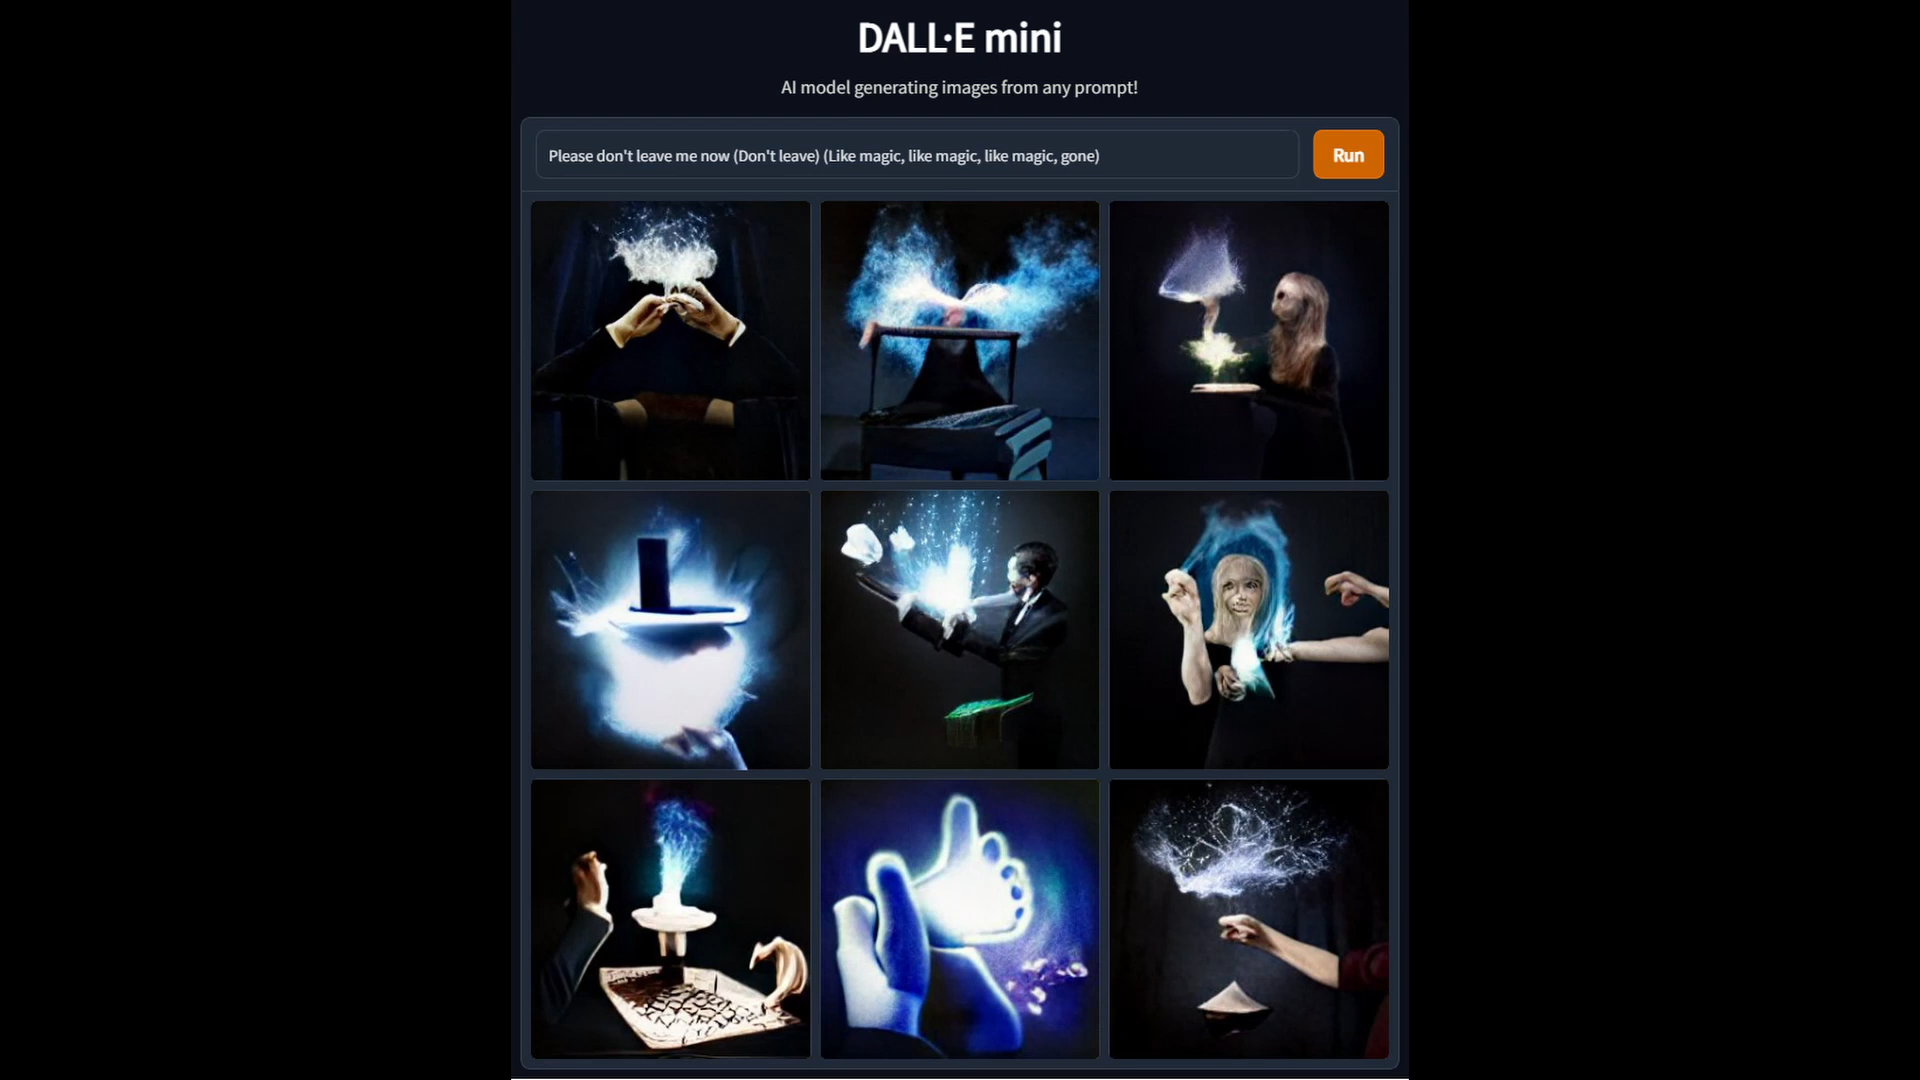 DALL·E mini
AI model generating images from any prompt!
Please don't leave me now (Don't leave) (Like magic, like magic, like magic, gone)
Run